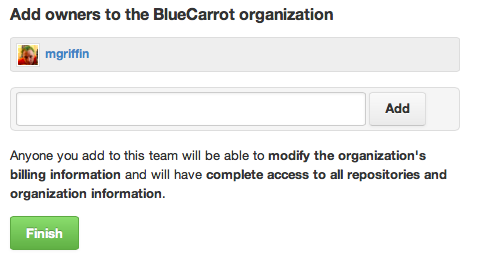 Add owners to the BlueCarrot organization
mgriffin
Add
Anyone you add to this team will be able to modify the organization's
billing information and will have complete access to all repositories and
organization information.
Finish